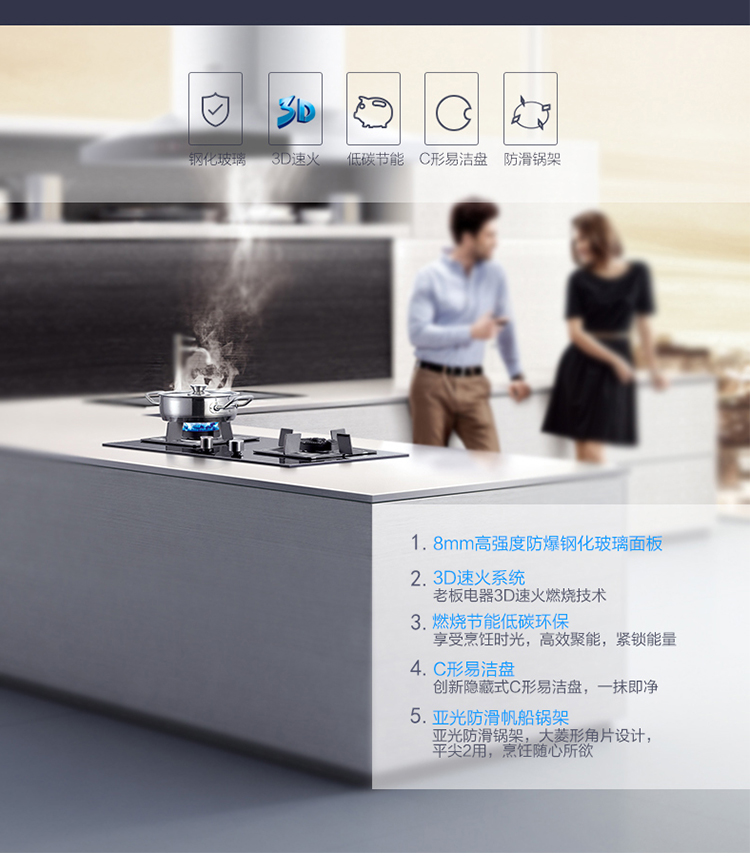 3D
钢化玻璃 3D速火 低碳节能 C形易洁盘 防滑锅架
1. 8mm高强度防爆钢化玻璃面板
2. 3D速火系统
老板电器3D速火燃烧技术
3. 燃烧节能低碳环保
享受烹饪时光，高效聚能，紧锁能量
4. C形易洁盘
创新隐藏式C形易洁盘，一抹即净
5. 亚光防滑帆船锅架
亚光防滑锅架，大菱形角片设计，
平尖2用，烹饪随心所欲